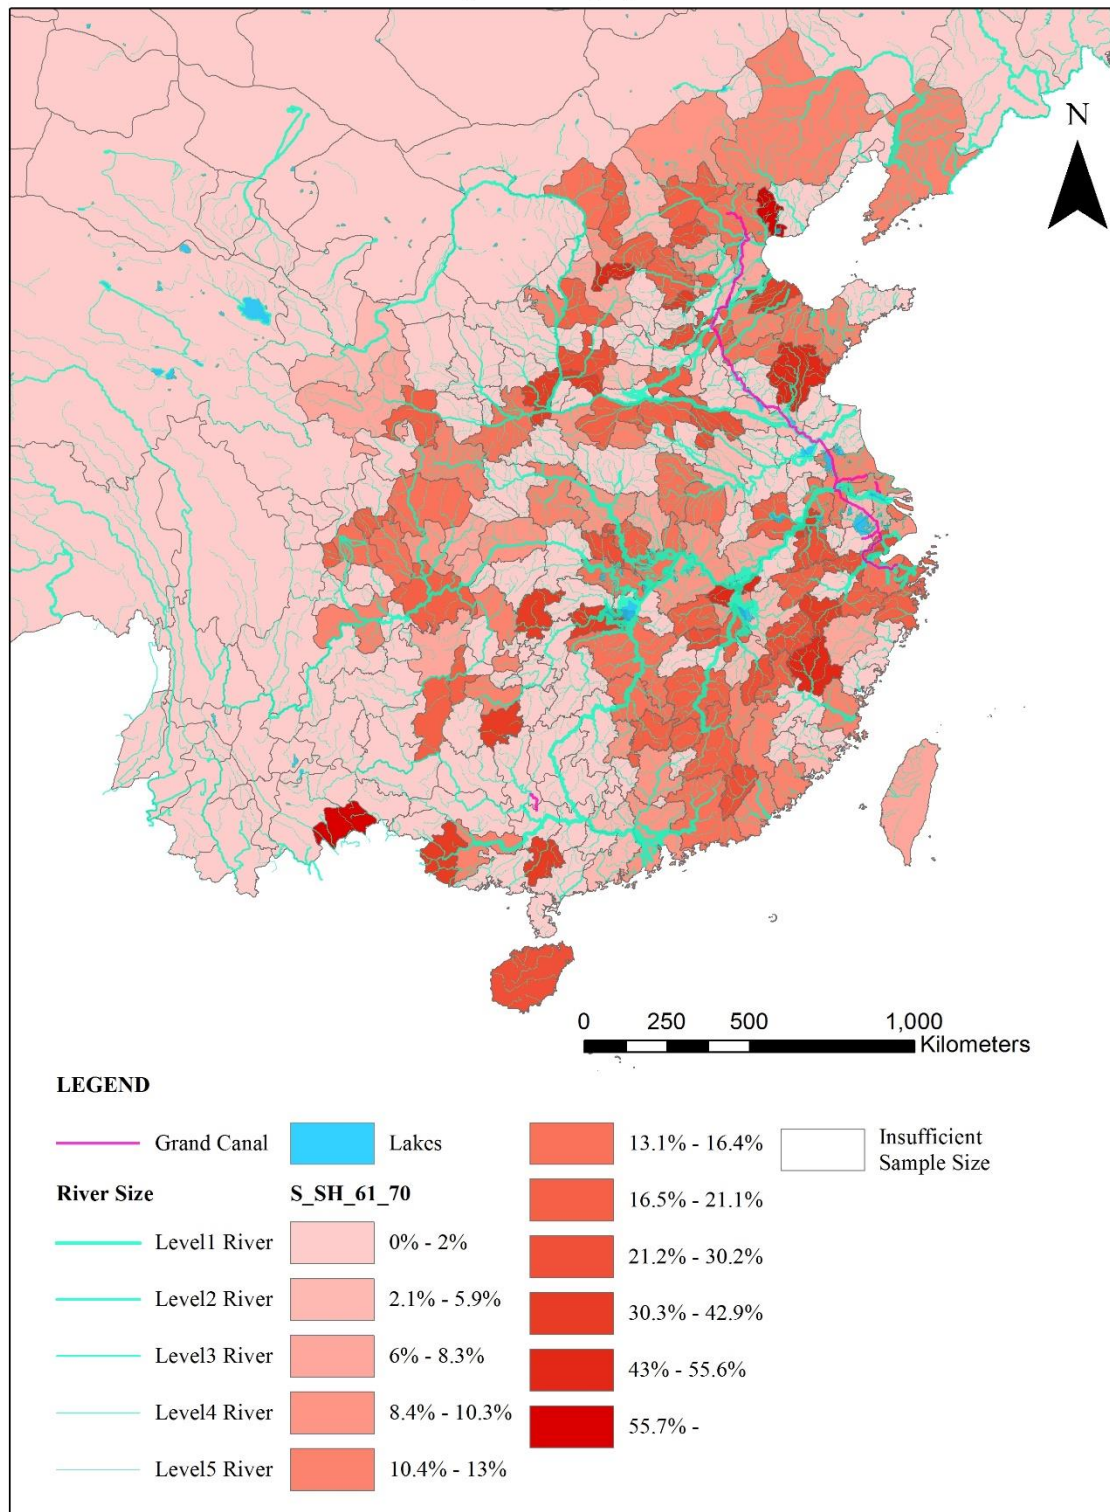 N
0 250 500 1,000
Kilometers
LEGEND
Grand Canal
Lakes
River Size
S_SH_61_70
Level1 River
Level2 River
Level3 River
Level4 River
Level5 River
0% - 2%
2.1% - 5.9%
6% - 8.3%
8.4% - 10.3%
10.4% - 13%
13.1% - 16.4%
16.5% - 21.1%
21.2% - 30.2%
30.3% - 42.9%
43% - 55.6%
55.7% -
Insufficient
Sample Size